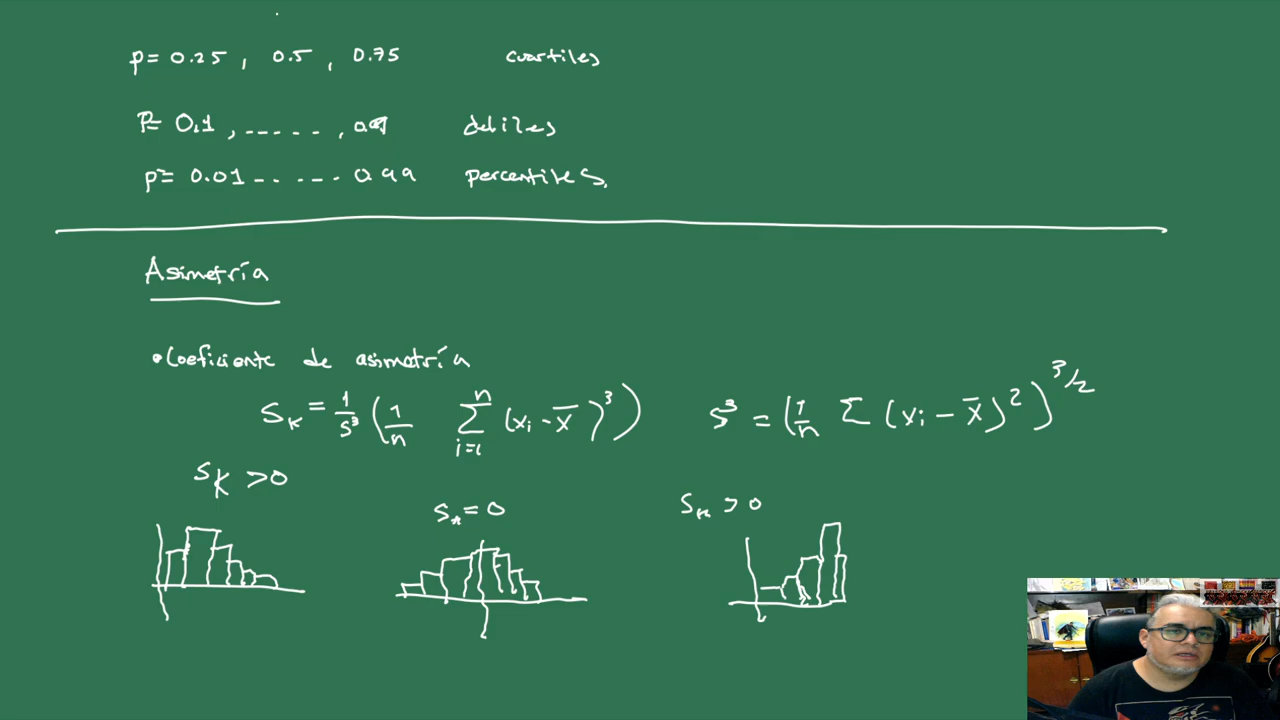 p= 0.25 , 0.5 , 0.75 cuartiles
P= 0.1 , ...... , 0.9 deciles
p= 0.01 ....... 0.99 percentiles.
Asimetría
• Coeficiente de asimetría
S_k = 1/S³ (1/n Σ_{i=1}^{n} (x_i - x̄)³) S³ = (1/n Σ (x_i - x̄)²)^{3/2}
S_k > 0
S_k = 0
S_k > 0